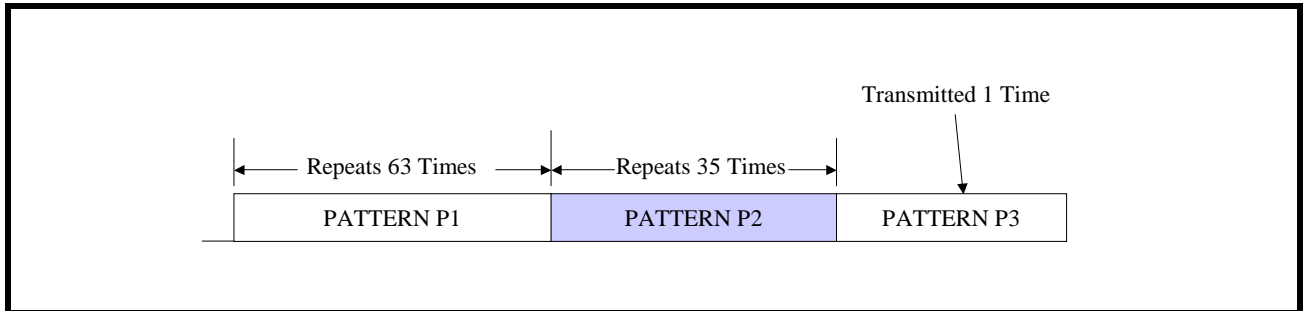 Transmitted 1 Time
Repeats 63 Times
Repeats 35 Times
PATTERN P1
PATTERN P2
PATTERN P3